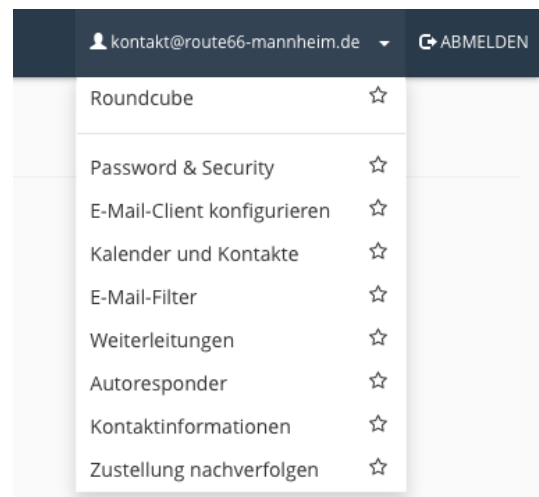 kontakt@route66-mannheim.de ABMELDEN
Roundcube
Password & Security
E-Mail-Client konfigurieren
Kalender und Kontakte
E-Mail-Filter
Weiterleitungen
Autoresponder
Kontaktinformationen
Zustellung nachverfolgen